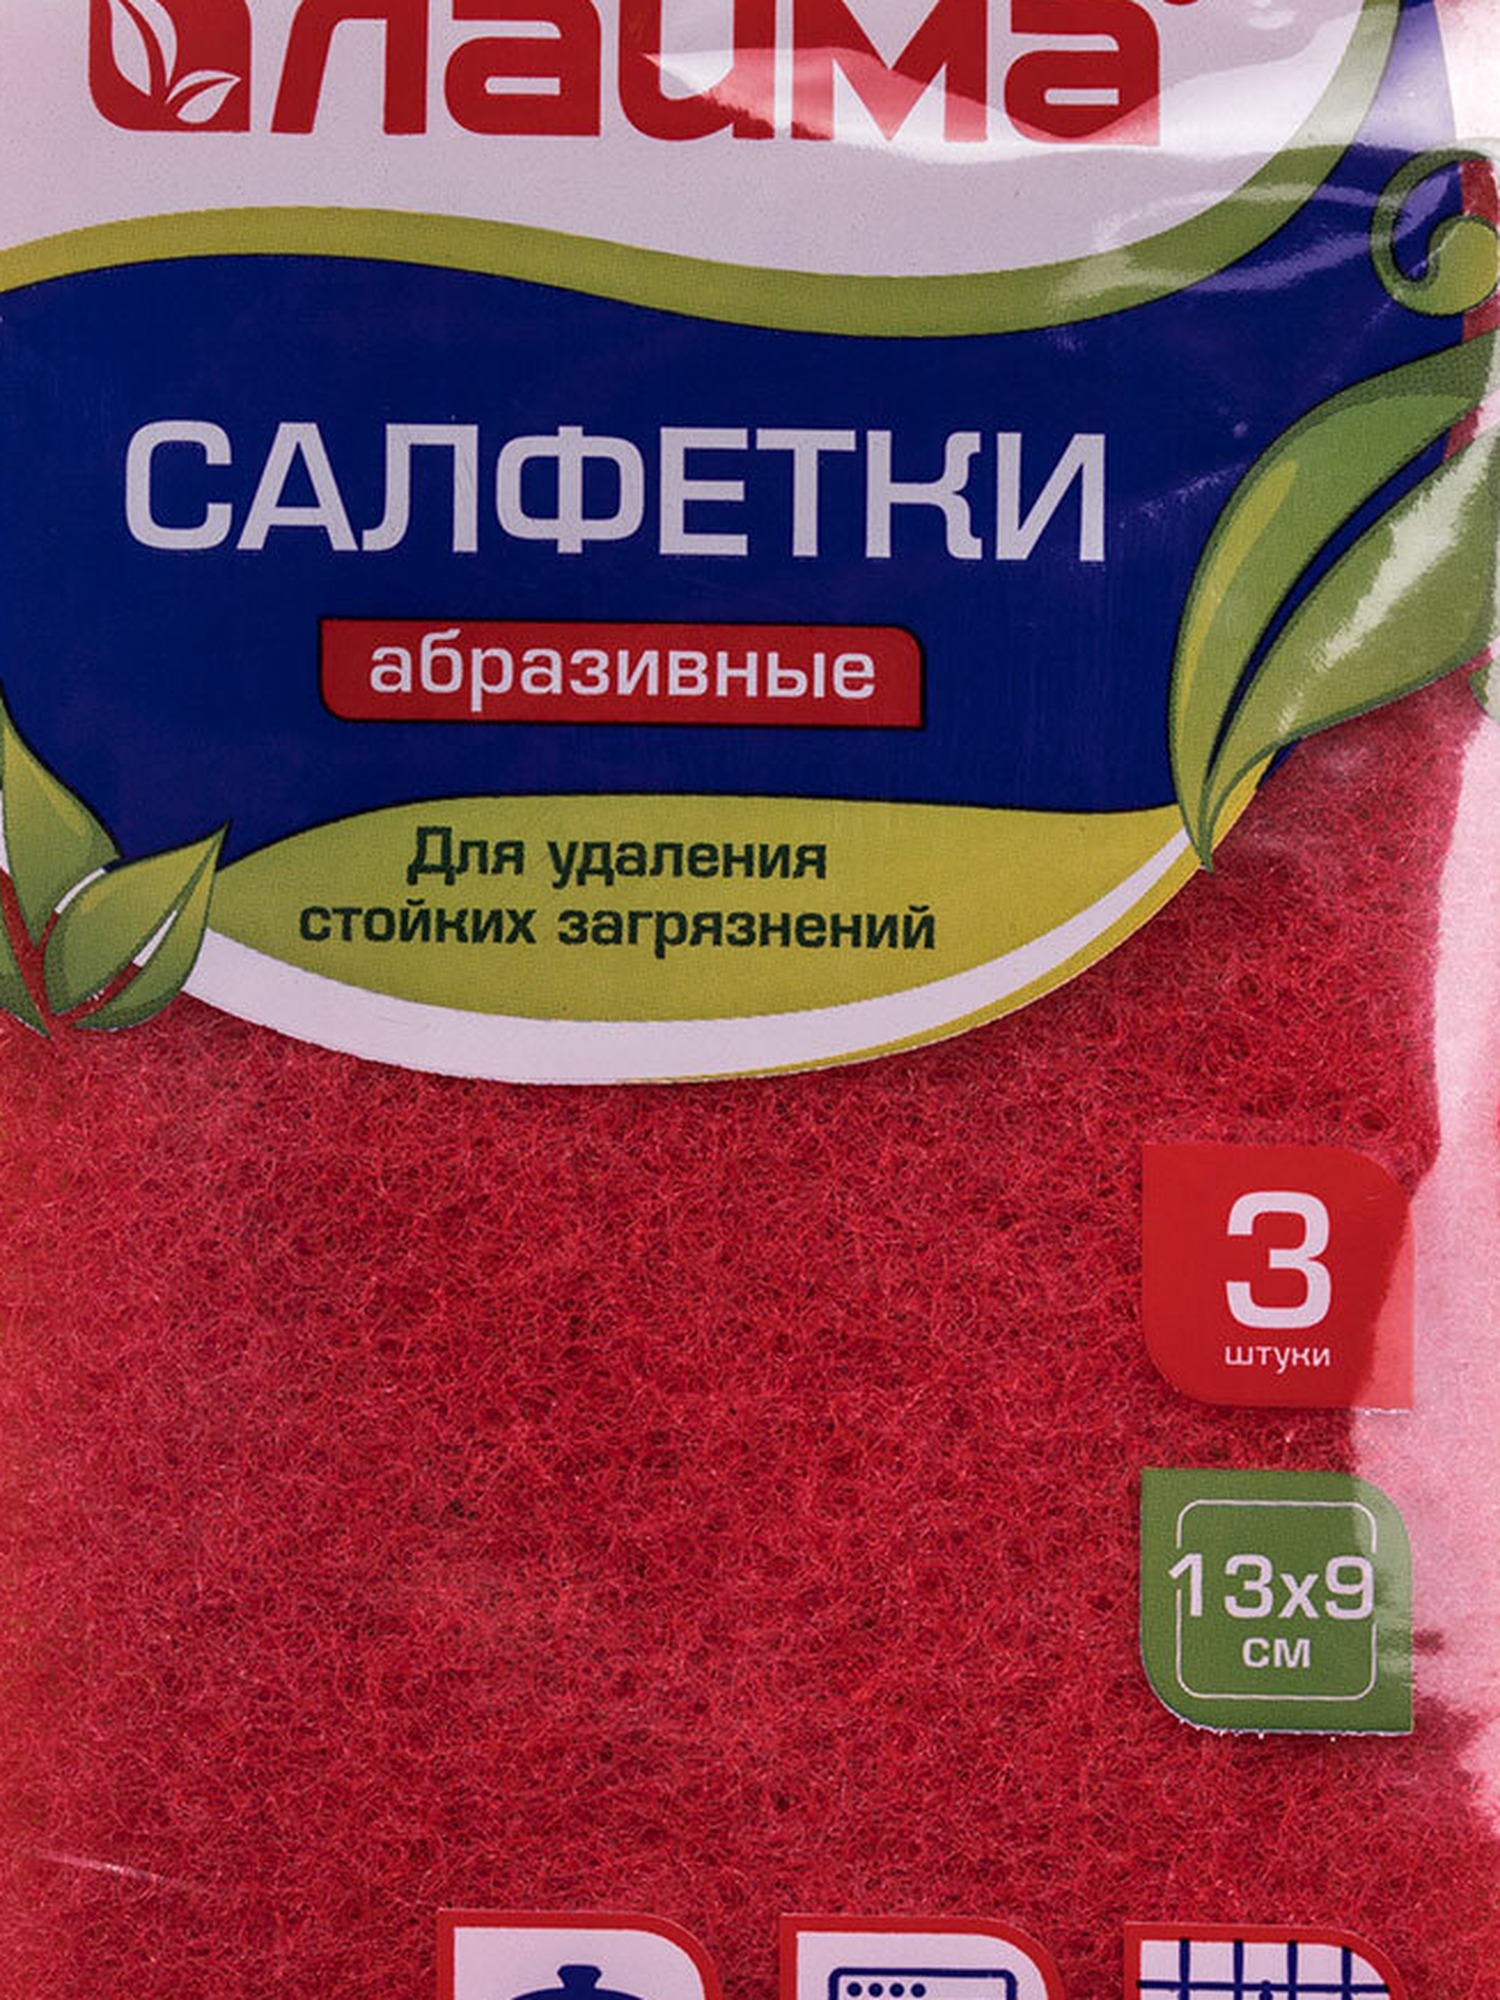 лайма
САЛФЕТКИ
абразивные
Для удаления
стойких загрязнений
3
штуки
13х9
см